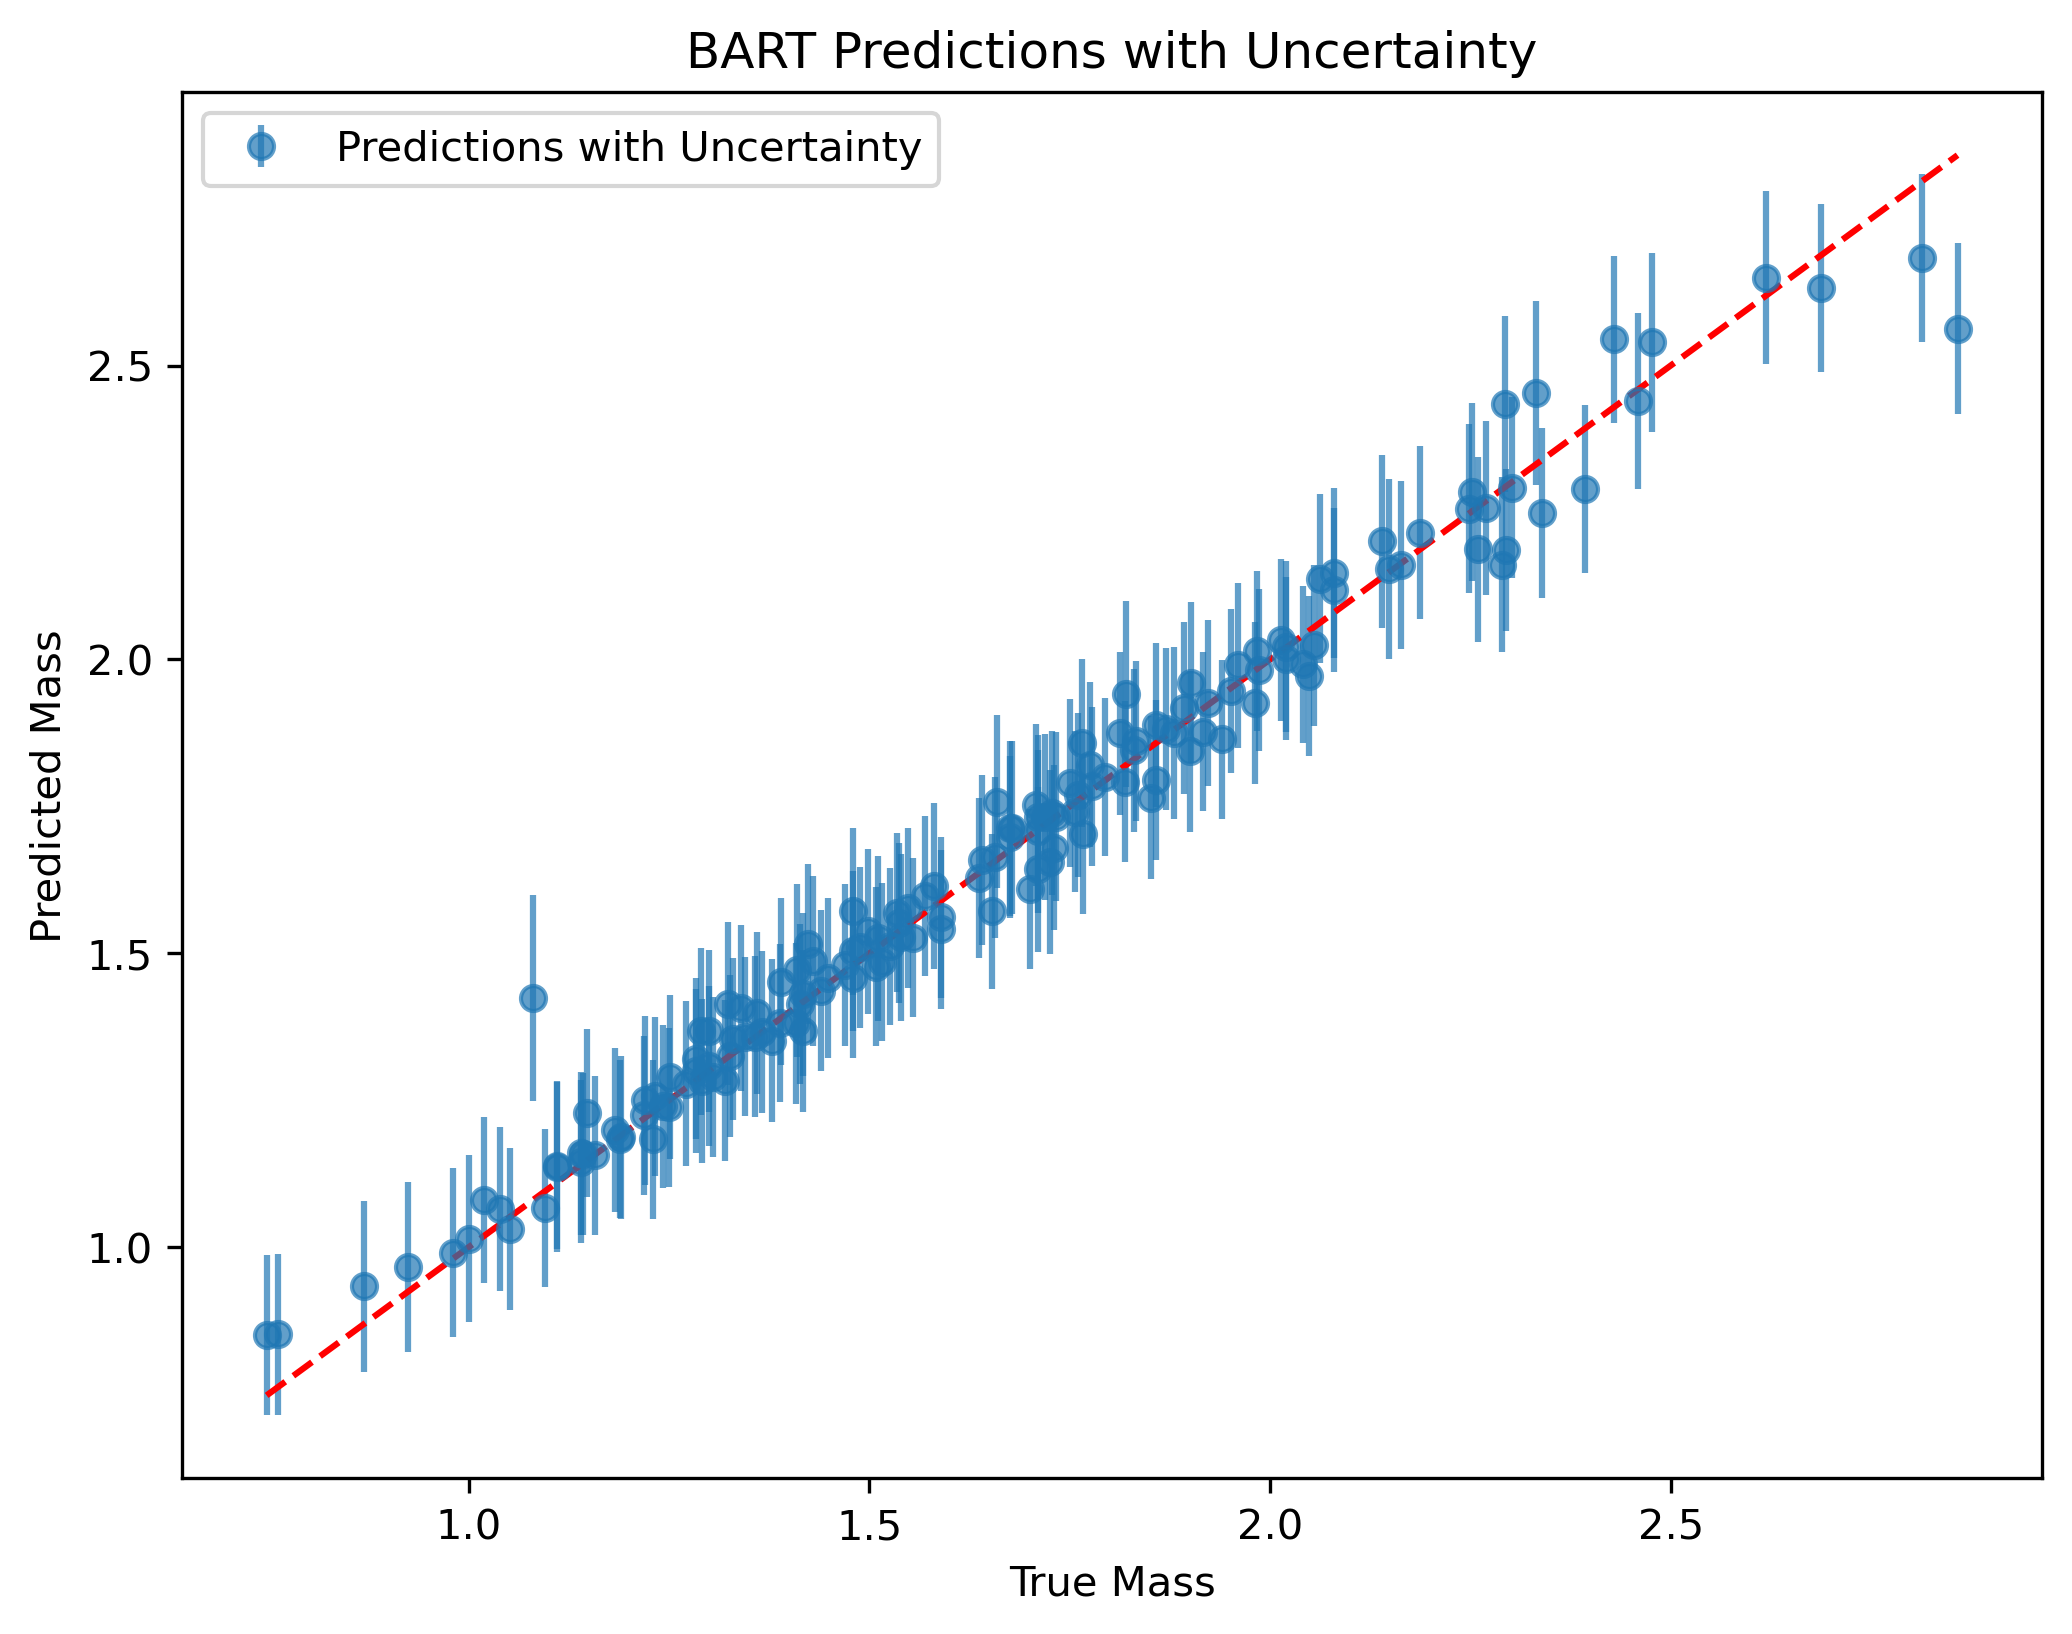 BART Predictions with Uncertainty
Predictions with Uncertainty
Predicted Mass
2.5
2.0
1.5
1.0
1.0 1.5 2.0 2.5
True Mass